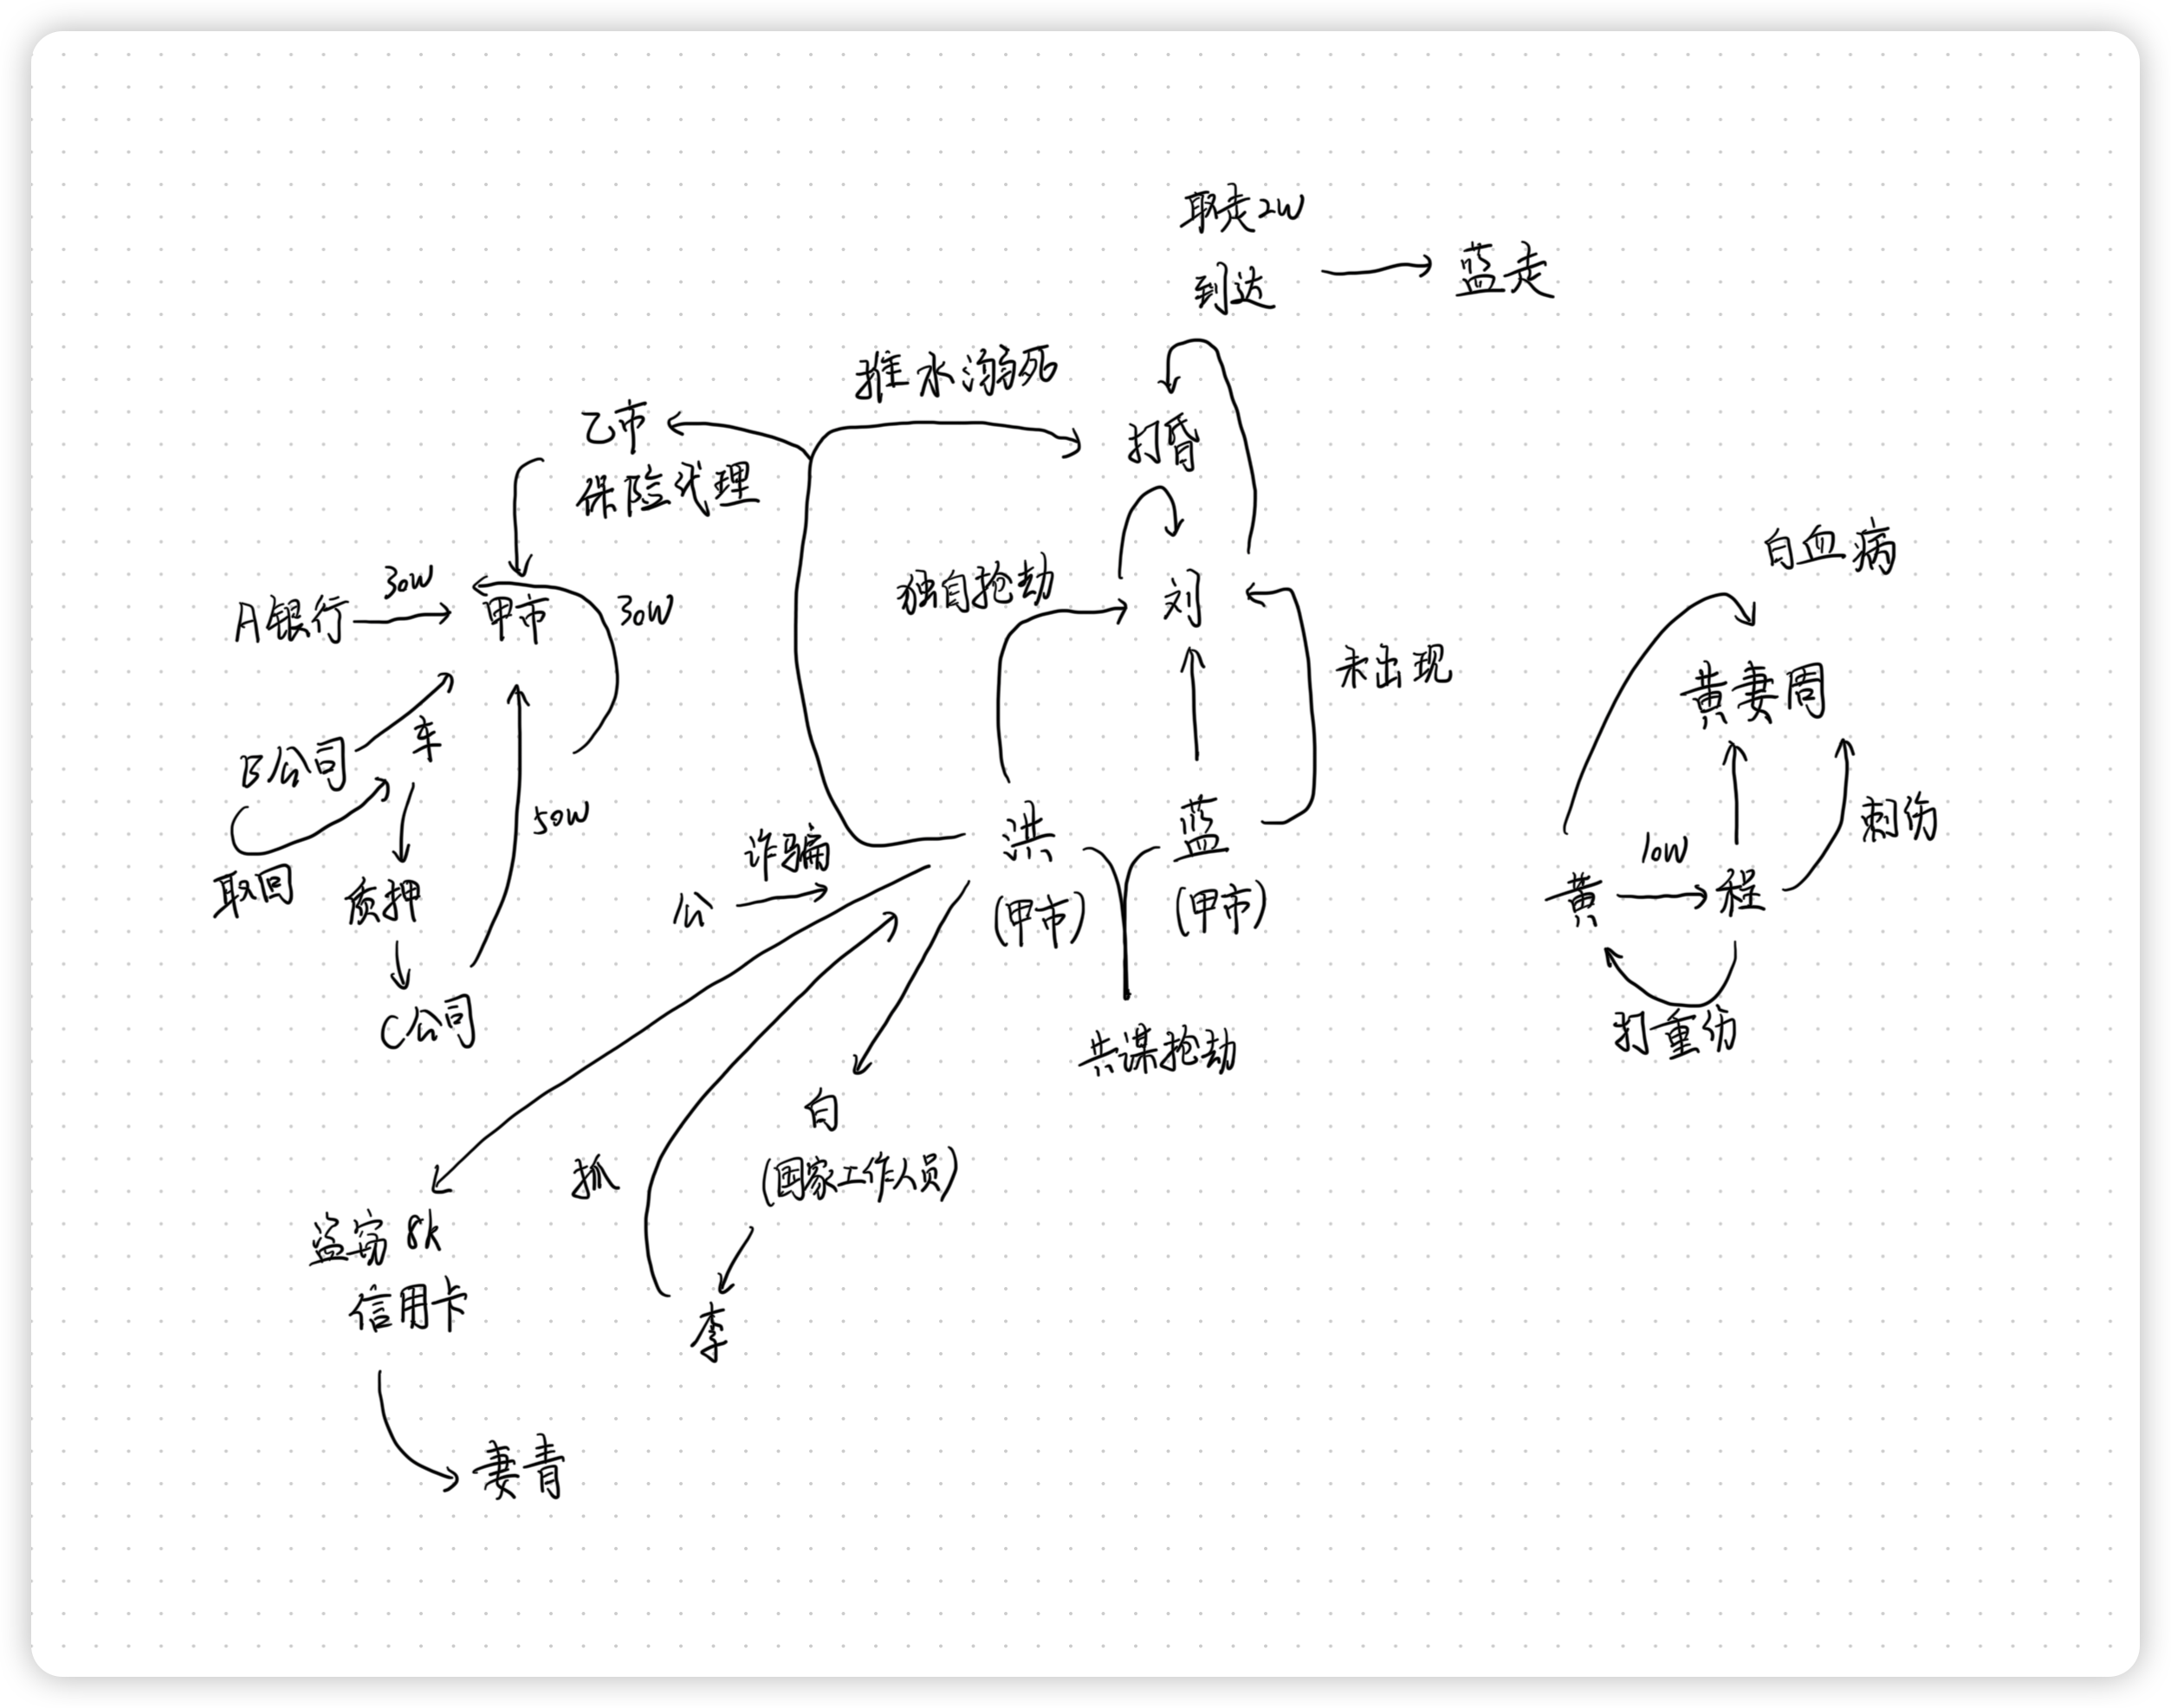 取走2W
到达
蓝走
推水溺死
乙市
保险代理
打昏
独自抢劫
刘
未出现
A银行
30W
甲市
30W
B公司
车
取回
质押
50W
C公司
公
诈骗
洪
(甲市)
蓝
(甲市)
共谋抢劫
白
(国家工作人员)
抓
李
盗窃 8k
信用卡
妻青
白血病
黄妻周
刺伤
黄
10W
程
打重伤